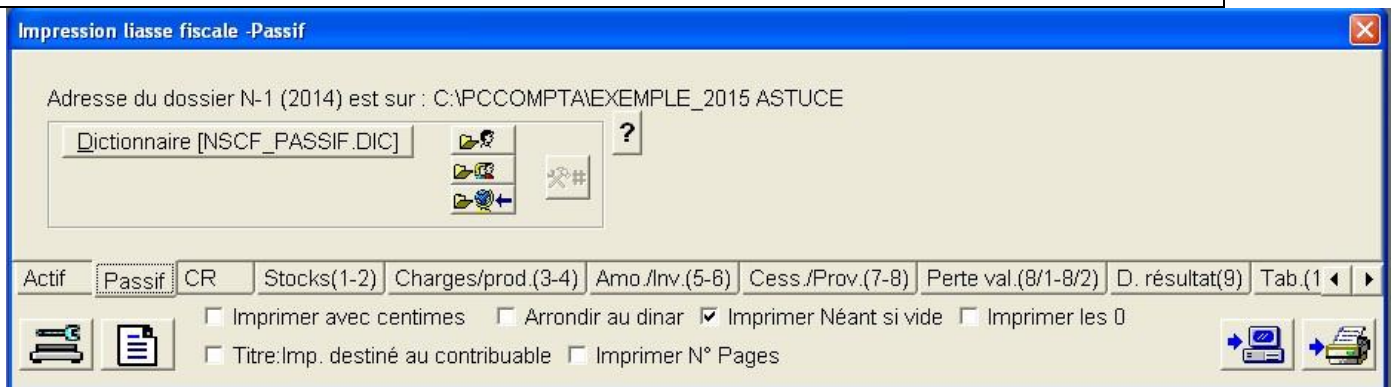 Impression liasse fiscale -Passif
Adresse du dossier N-1 (2014) est sur : C:\PCCOMPTA\EXEMPLE_2015 ASTUCE
Dictionnaire [NSCF_PASSIF.DIC] ?
Actif Passif CR Stocks(1-2) Charges/prod.(3-4) Amo./Inv.(5-6) Cess./Prov.(7-8) Perte val.(8/1-8/2) D. résultat(9) Tab.(1
Imprimer avec centimes Arrondir au dinar Imprimer Néant si vide Imprimer les 0
Titre:Imp. destiné au contribuable Imprimer N° Pages